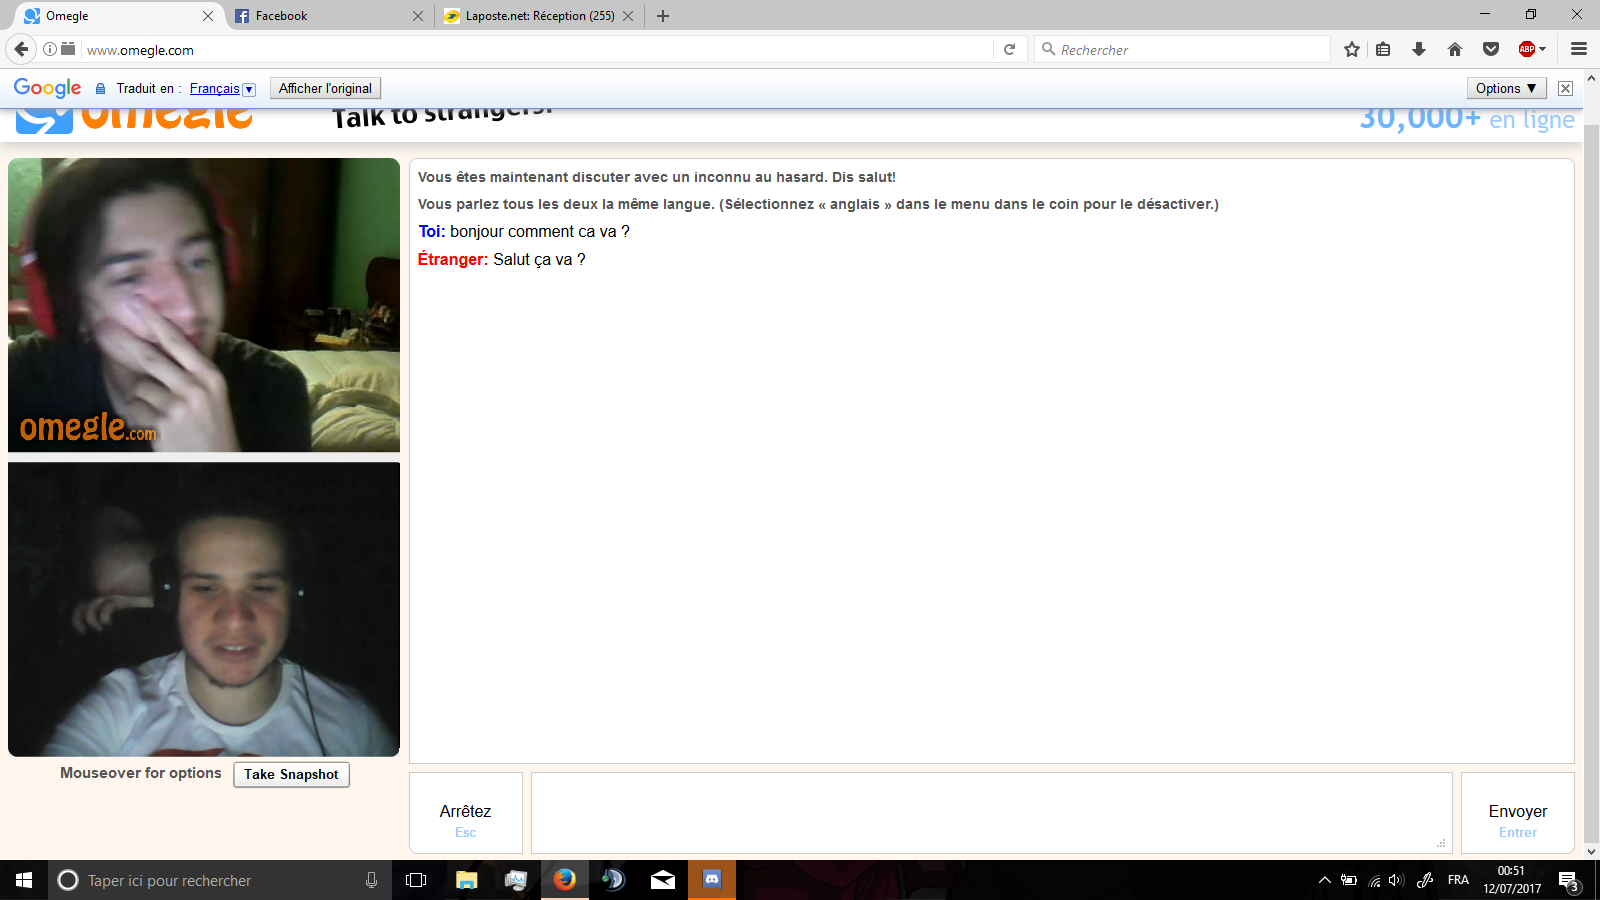 Omegle
Facebook
Laposte.net: Réception (255)
www.omegle.com
Rechercher
ABP
Google
Traduit en :
Français
Afficher l'original
Options ▼
omegle
Talk to strangers!
30,000+ en ligne
Vous êtes maintenant discuter avec un inconnu au hasard. Dis salut!
Vous parlez tous les deux la même langue. (Sélectionnez « anglais » dans le menu dans le coin pour le désactiver.)
Toi: bonjour comment ca va ?
Étranger: Salut ça va ?
omegle.com
Mouseover for options
Take Snapshot
Arrêtez
Esc
Envoyer
Entrer
Taper ici pour rechercher
FRA
00:51
12/07/2017
3